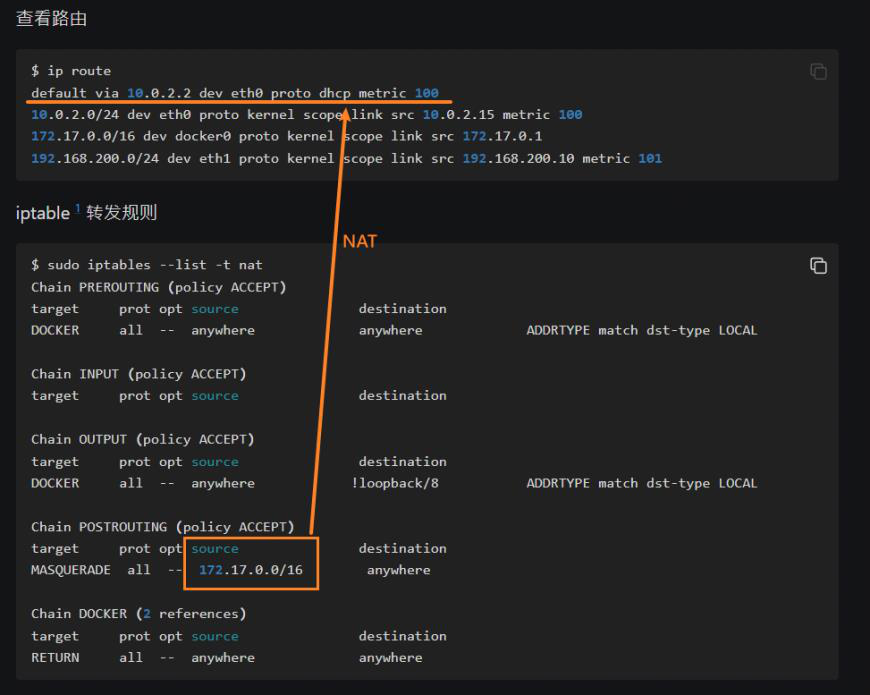 查看路由
$ ip route
default via 10.0.2.2 dev eth0 proto dhcp metric 100
10.0.2.0/24 dev eth0 proto kernel scope link src 10.0.2.15 metric 100
172.17.0.0/16 dev docker0 proto kernel scope link src 172.17.0.1
192.168.200.0/24 dev eth1 proto kernel scope link src 192.168.200.10 metric 101
iptable 1 转发规则
NAT
$ sudo iptables --list -t nat
Chain PREROUTING (policy ACCEPT)
target prot opt source destination
DOCKER all -- anywhere anywhere ADDRTYPE match dst-type LOCAL
Chain INPUT (policy ACCEPT)
target prot opt source destination
Chain OUTPUT (policy ACCEPT)
target prot opt source destination
DOCKER all -- anywhere !loopback/8 ADDRTYPE match dst-type LOCAL
Chain POSTROUTING (policy ACCEPT)
target prot opt source destination
MASQUERADE all -- 172.17.0.0/16 anywhere
Chain DOCKER (2 references)
target prot opt source destination
RETURN all -- anywhere anywhere